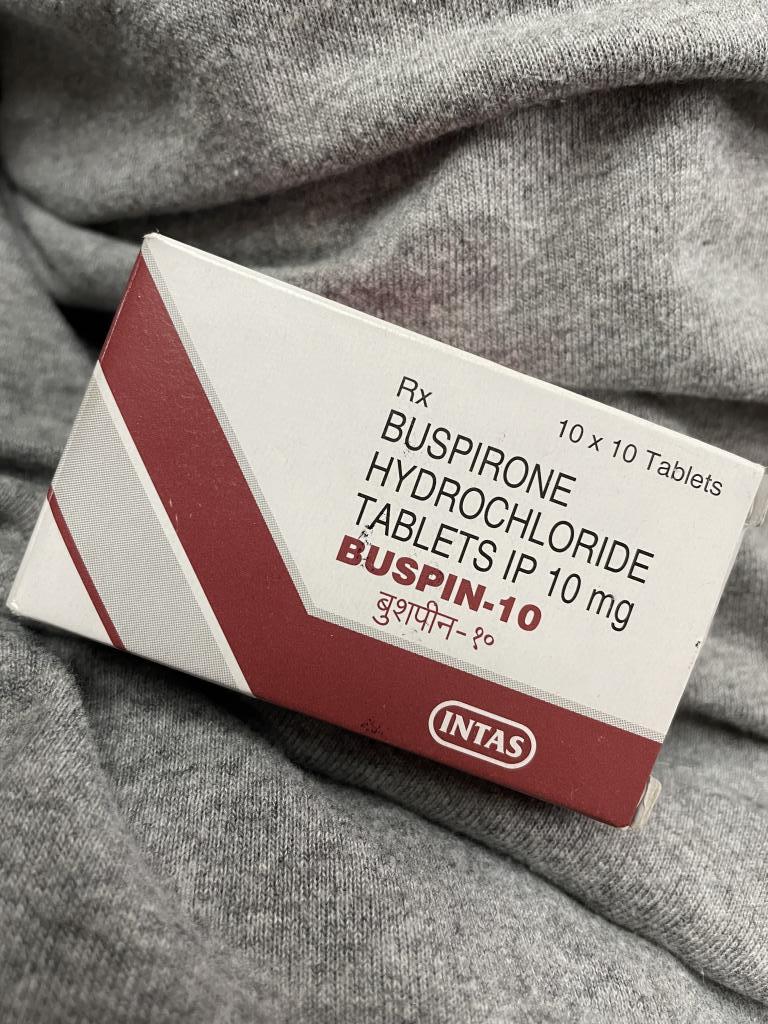 Rx
10 x 10 Tablets
BUSPIRONE
HYDROCHLORIDE
TABLETS IP 10 mg
BUSPIN-10
बुशपीन-१०
INTAS